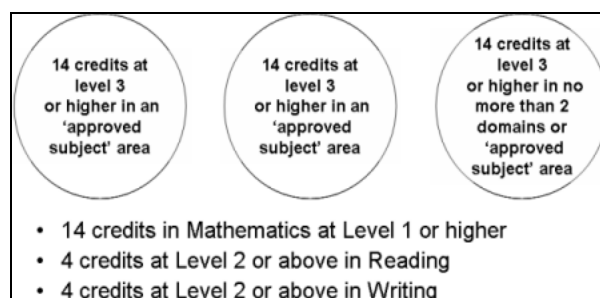 14 credits at
level 3
or higher in an
‘approved
subject’ area
14 credits at
level 3
or higher in an
‘approved
subject’ area
14 credits at
level 3
or higher in no
more than 2
domains or
‘approved
subject’ area
• 14 credits in Mathematics at Level 1 or higher
• 4 credits at Level 2 or above in Reading
• 4 credits at Level 2 or above in Writing